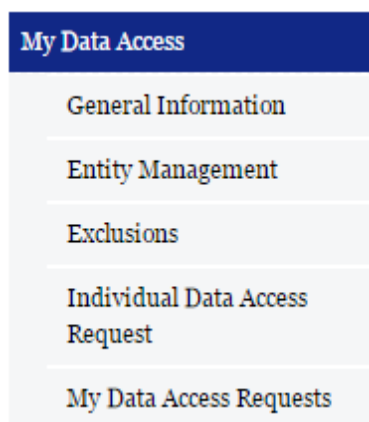 My Data Access
General Information
Entity Management
Exclusions
Individual Data Access
Request
My Data Access Requests